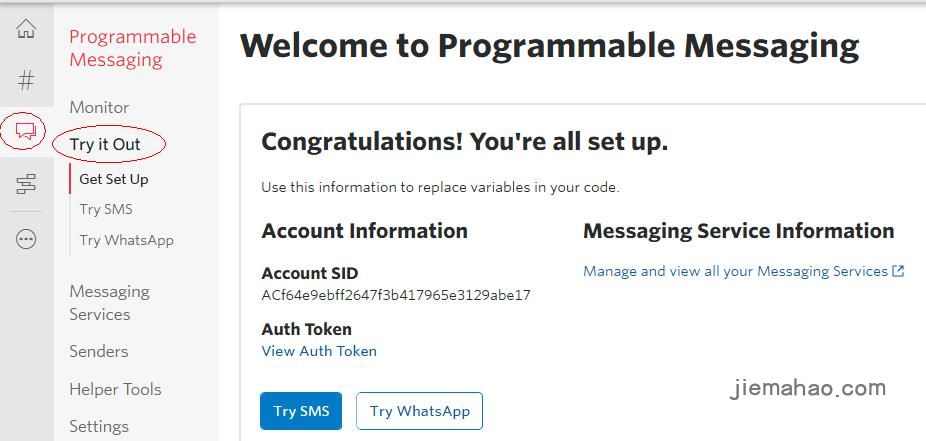 Programmable
Messaging
Monitor
Try it Out
Get Set Up
Try SMS
Try WhatsApp
Messaging
Services
Senders
Helper Tools
Settings
Welcome to Programmable Messaging
Congratulations! You're all set up.
Use this information to replace variables in your code.
Account Information
Account SID
ACf64e9ebff2647f3b417965e3129abe17
Auth Token
View Auth Token
Messaging Service Information
Manage and view all your Messaging Services
Try SMS
Try WhatsApp
jiemahao.com